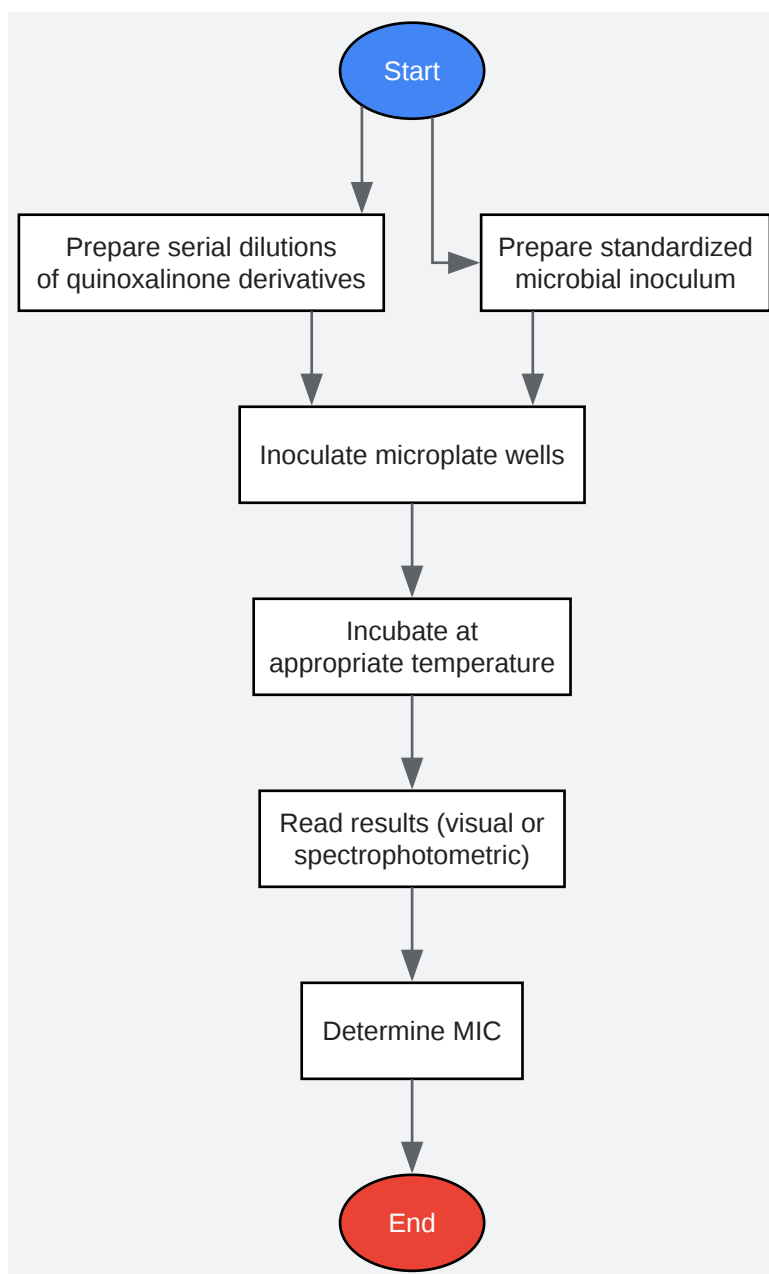 Start
Prepare serial dilutions
of quinoxalinone derivatives
Prepare standardized
microbial inoculum
Inoculate microplate wells
Incubate at
appropriate temperature
Read results (visual or
spectrophotometric)
Determine MIC
End